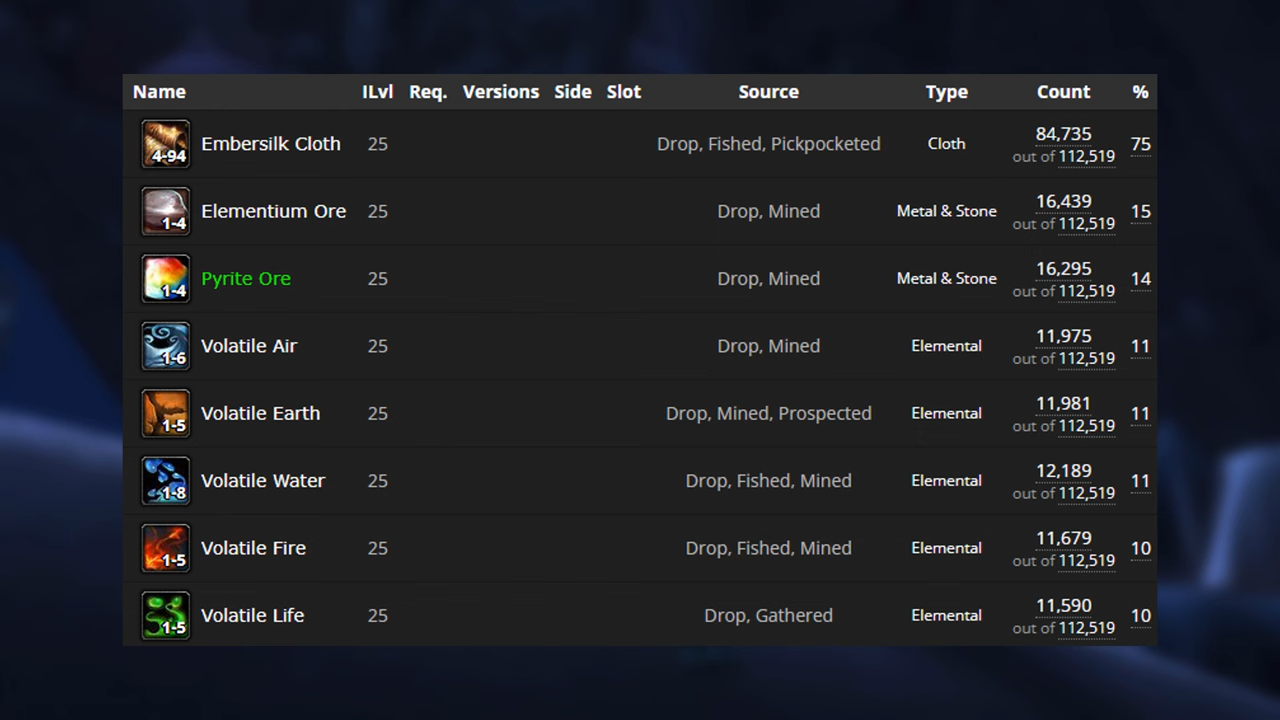 Name ILvl Req. Versions Side Slot Source Type Count %
4-94 Embersilk Cloth 25 Drop, Fished, Pickpocketed Cloth 84,735 out of 112,519 75
1-4 Elementium Ore 25 Drop, Mined Metal & Stone 16,439 out of 112,519 15
1-4 Pyrite Ore 25 Drop, Mined Metal & Stone 16,295 out of 112,519 14
1-6 Volatile Air 25 Drop, Mined Elemental 11,975 out of 112,519 11
1-5 Volatile Earth 25 Drop, Mined, Prospected Elemental 11,981 out of 112,519 11
1-8 Volatile Water 25 Drop, Fished, Mined Elemental 12,189 out of 112,519 11
1-5 Volatile Fire 25 Drop, Fished, Mined Elemental 11,679 out of 112,519 10
1-5 Volatile Life 25 Drop, Gathered Elemental 11,590 out of 112,519 10